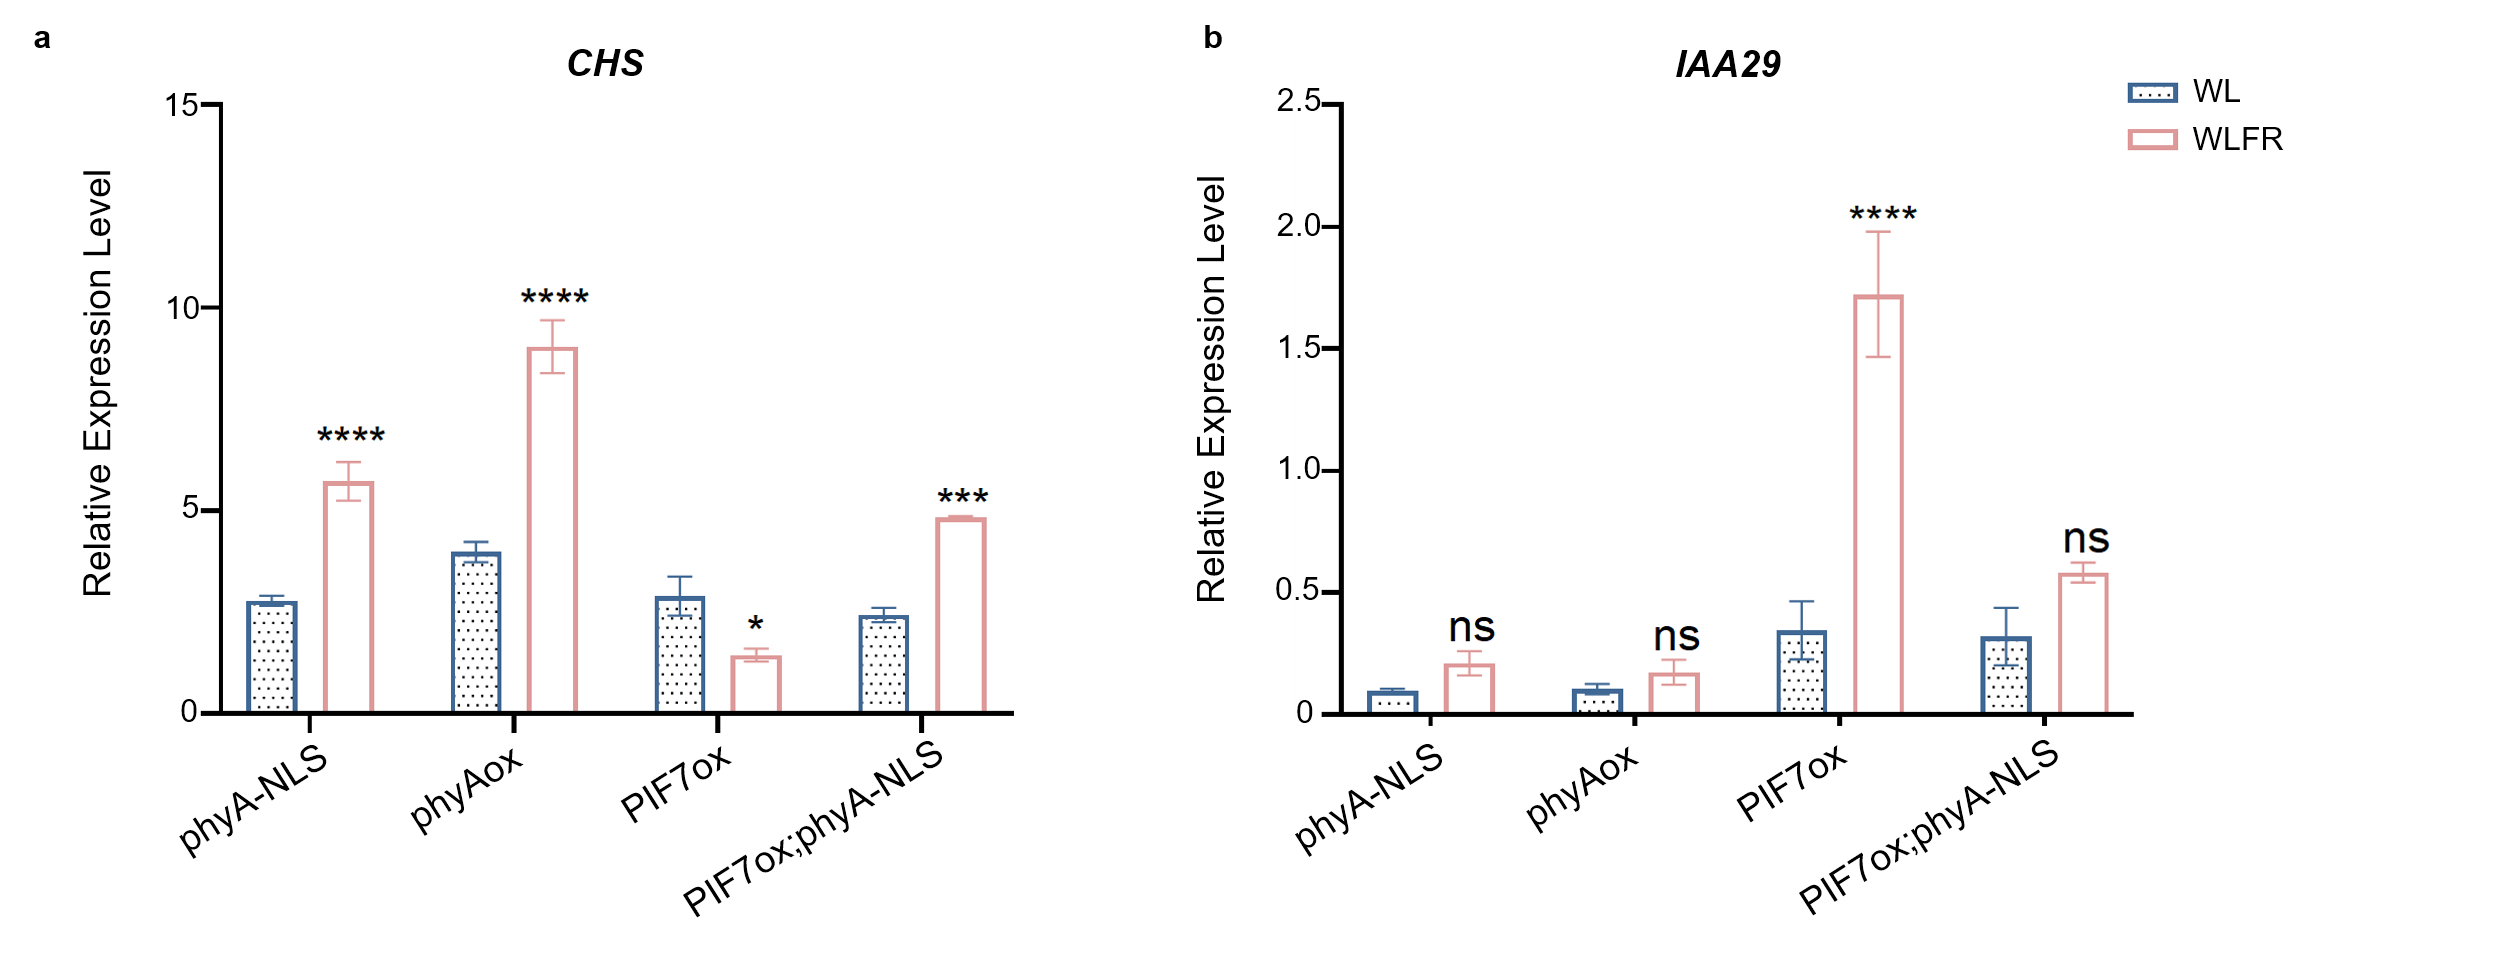 a
CHS
Relative Expression Level
15
10
5
0
****
****
*
***
phyA-NLS
phyAox
PIF7ox
PIF7ox;phyA-NLS
b
IAA29
WL
WLFR
Relative Expression Level
2.5
2.0
1.5
1.0
0.5
0
ns
ns
****
ns
phyA-NLS
phyAox
PIF7ox
PIF7ox;phyA-NLS